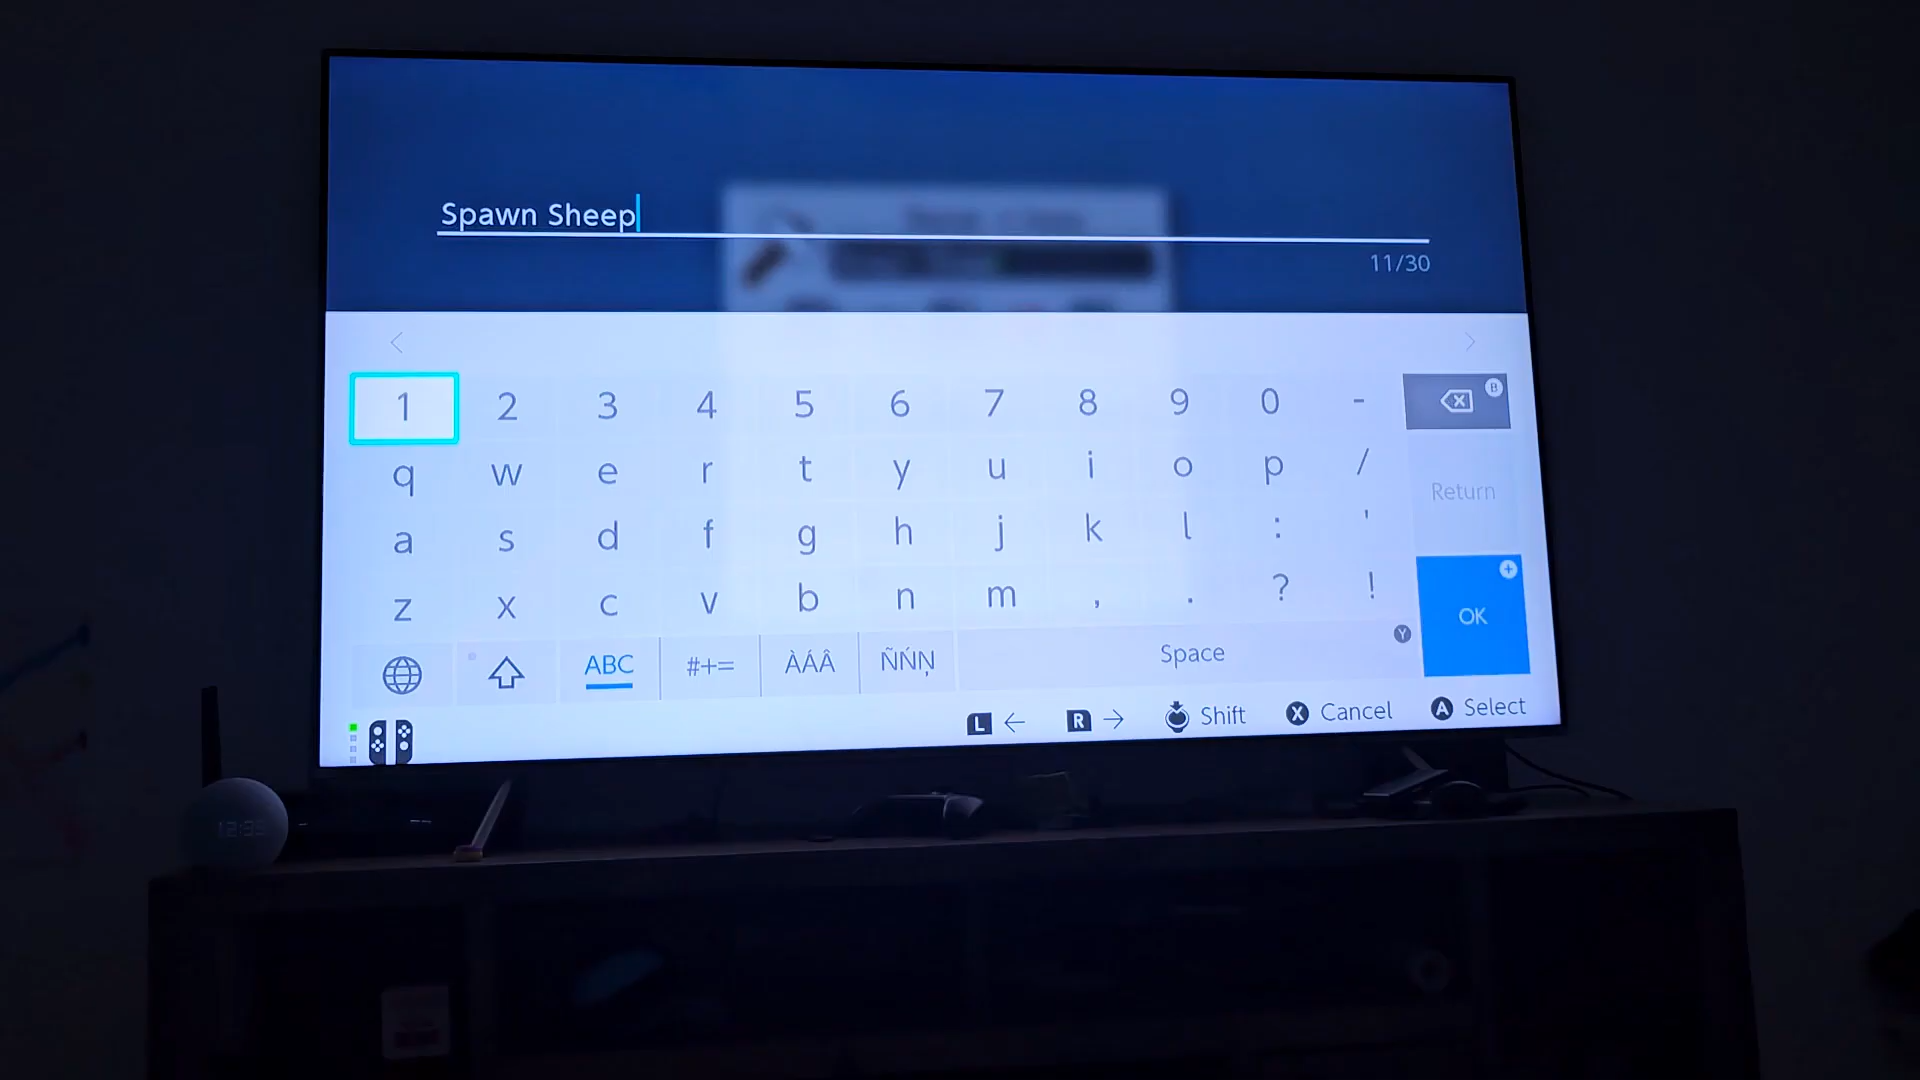 Spawn Sheep
11/30
1 2 3 4 5 6 7 8 9 0 - B
q w e r t y u i o p / Return
a s d f g h j k l : '
z x c v b n m , . ? ! + OK
ABC #+= ÀÁÂ ÑŃŅ Space Y
L ← R → Shift X Cancel A Select